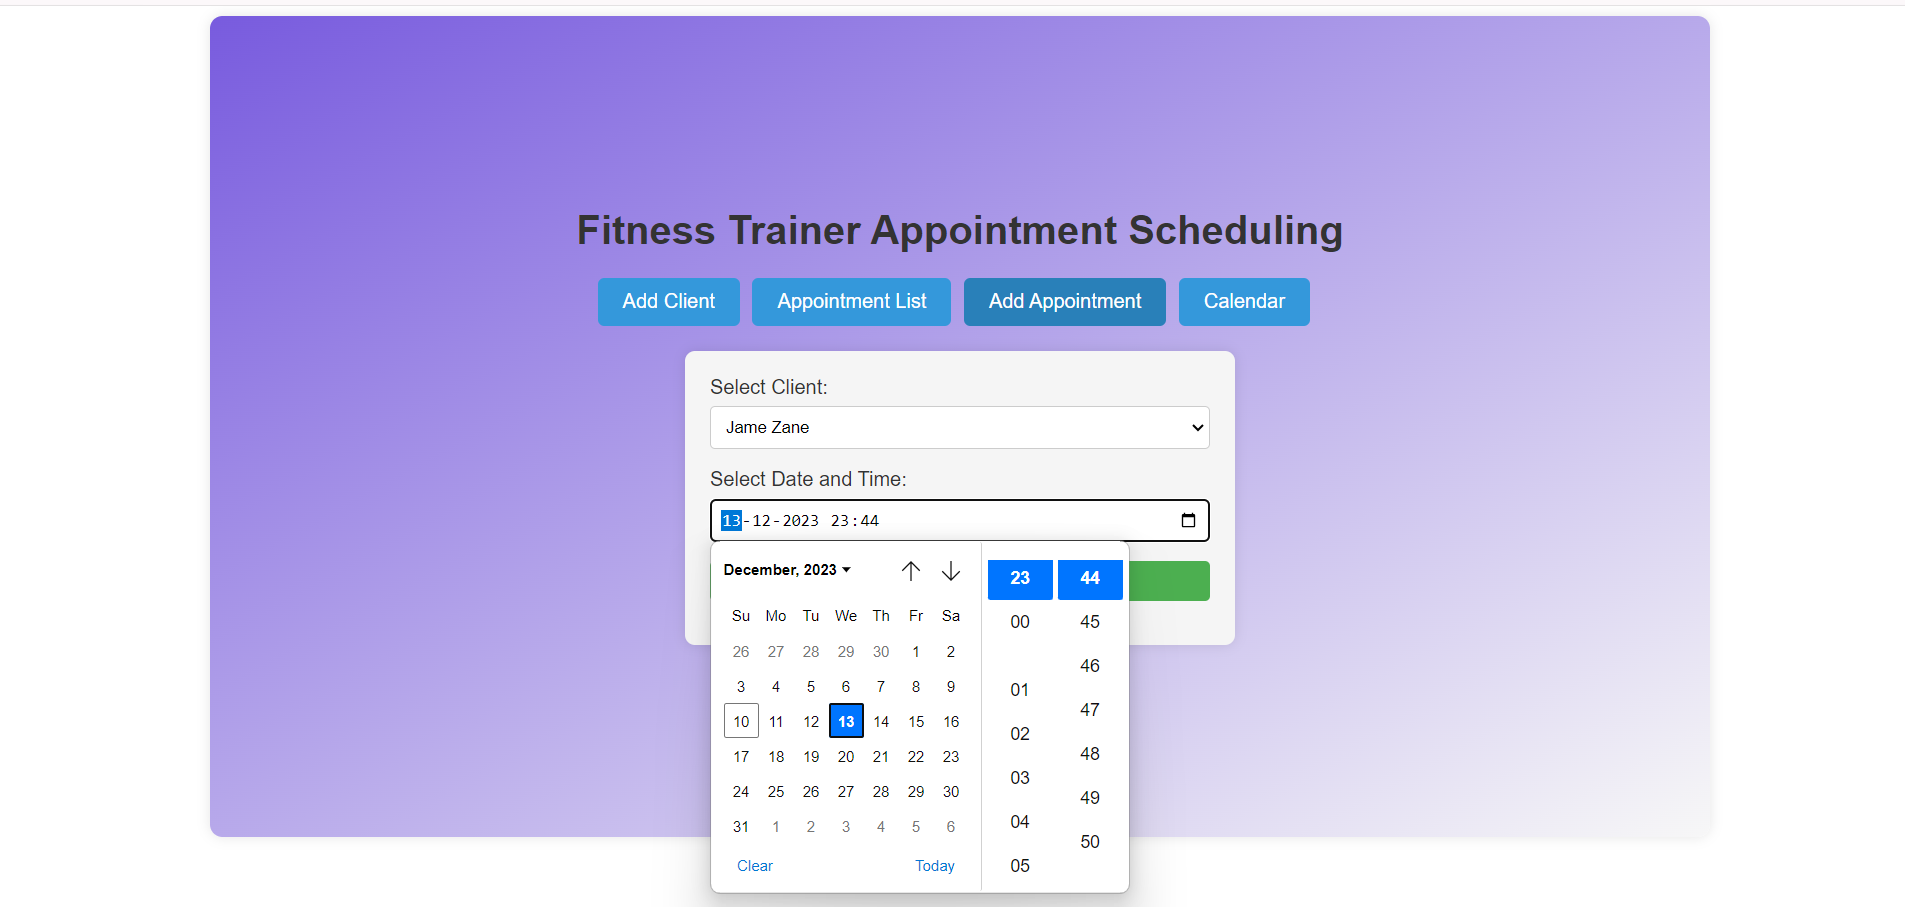 Fitness Trainer Appointment Scheduling
Add Client Appointment List Add Appointment Calendar
Select Client:
Jame Zane
Select Date and Time:
13-12-2023 23:44
December, 2023
Su Mo Tu We Th Fr Sa
26 27 28 29 30 1 2
3 4 5 6 7 8 9
10 11 12 13 14 15 16
17 18 19 20 21 22 23
24 25 26 27 28 29 30
31 1 2 3 4 5 6
Clear Today
23 44
00 45
46
01
47
02
48
03
49
04
50
05